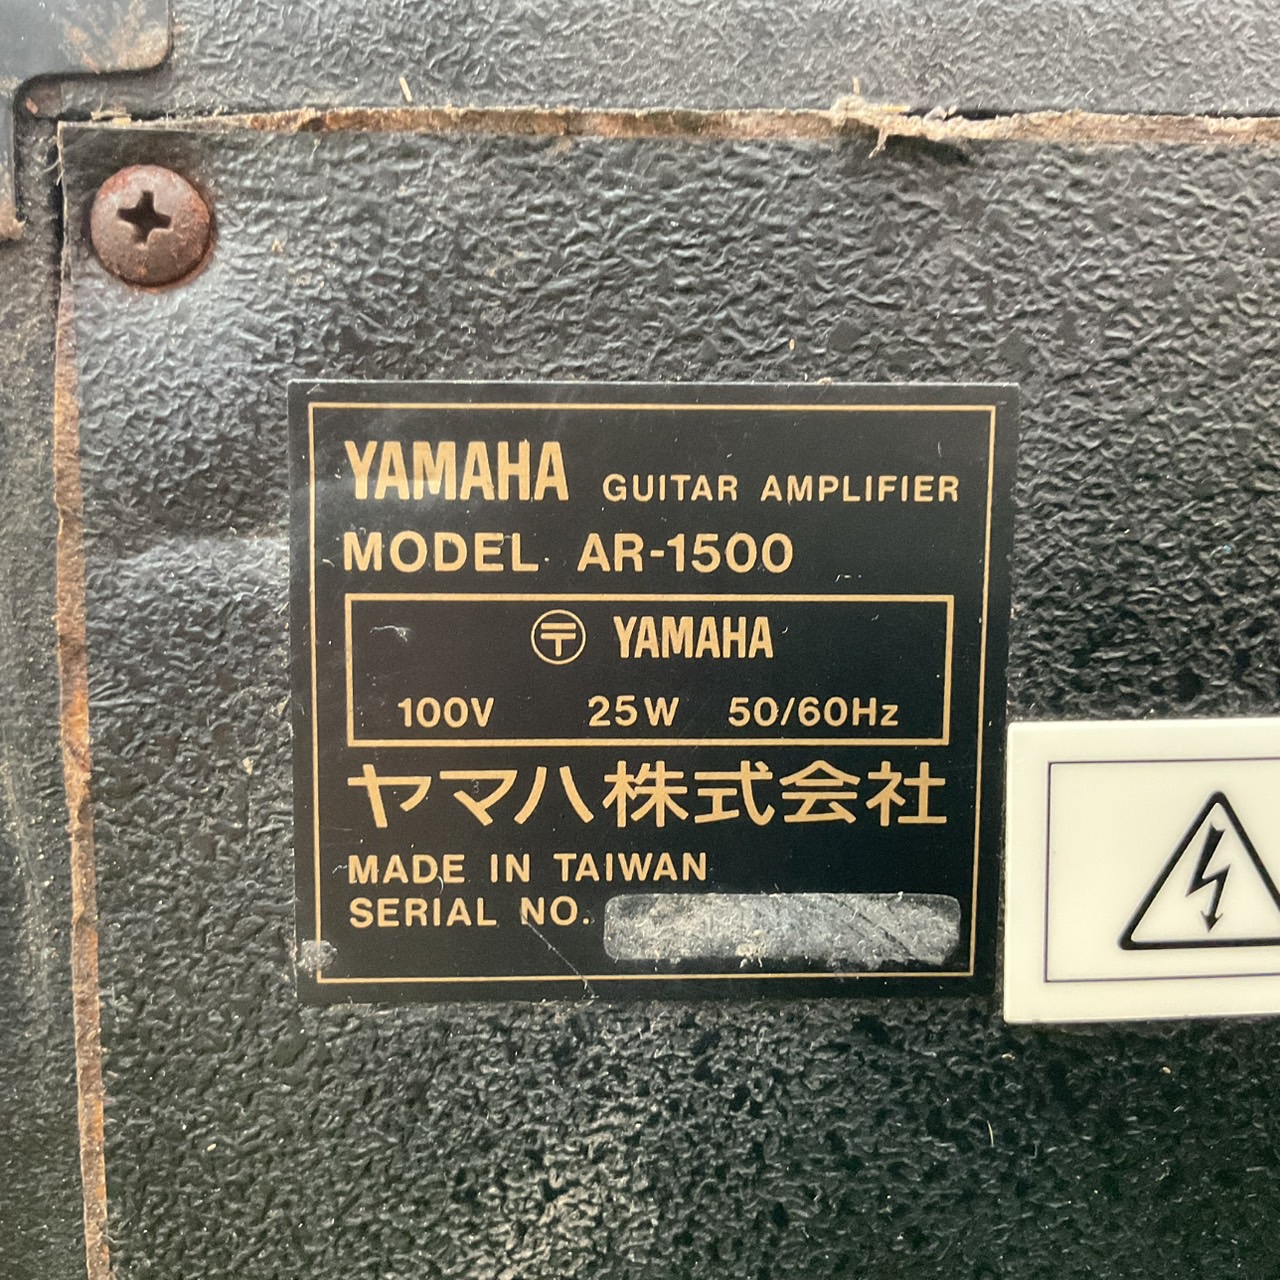 YAMAHA GUITAR AMPLIFIER
MODEL AR-1500
〒 YAMAHA
100V 25W 50/60Hz
ヤマハ株式会社
MADE IN TAIWAN
SERIAL NO.